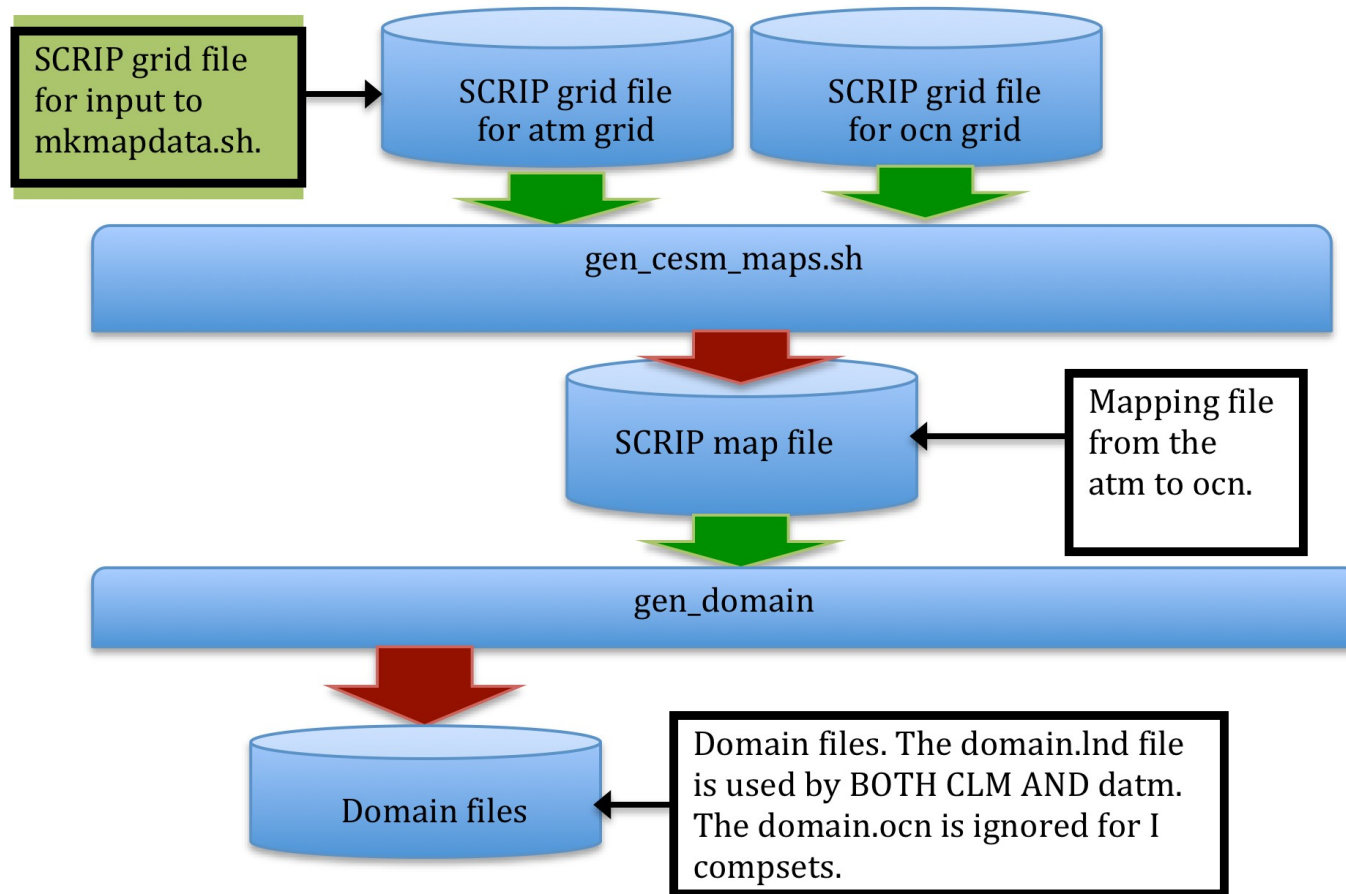 SCRIP grid file
for input to
mkmapdata.sh.
SCRIP grid file
for atm grid
SCRIP grid file
for ocn grid
gen_cesm_maps.sh
SCRIP map file
Mapping file
from the
atm to ocn.
gen_domain
Domain files
Domain files. The domain.lnd file
is used by BOTH CLM AND datm.
The domain.ocn is ignored for I
compsets.